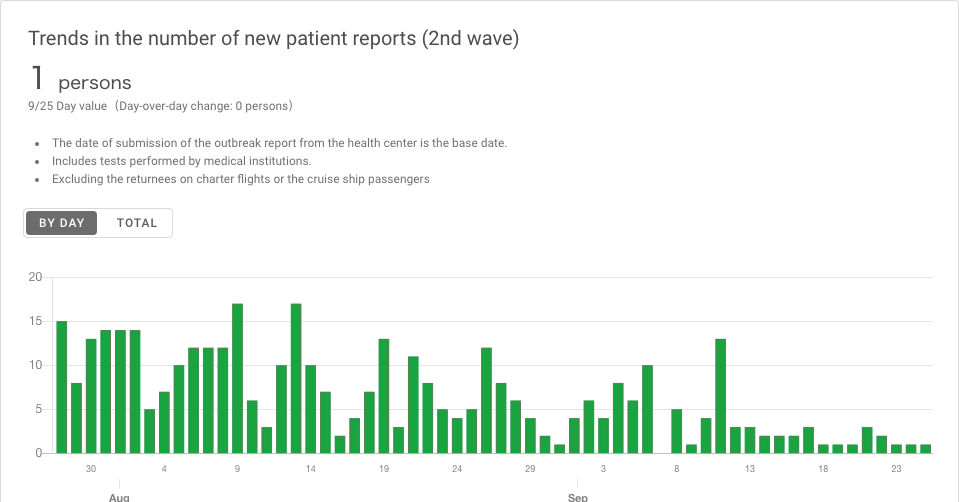 Trends in the number of new patient reports (2nd wave)
1 persons
9/25 Day value（Day-over-day change: 0 persons）
The date of submission of the outbreak report from the health center is the base date.
Includes tests performed by medical institutions.
Excluding the returnees on charter flights or the cruise ship passengers
BY DAY TOTAL
20
15
10
5
0
30 4 9 14 19 24 29 3 8 13 18 23
Aug Sep